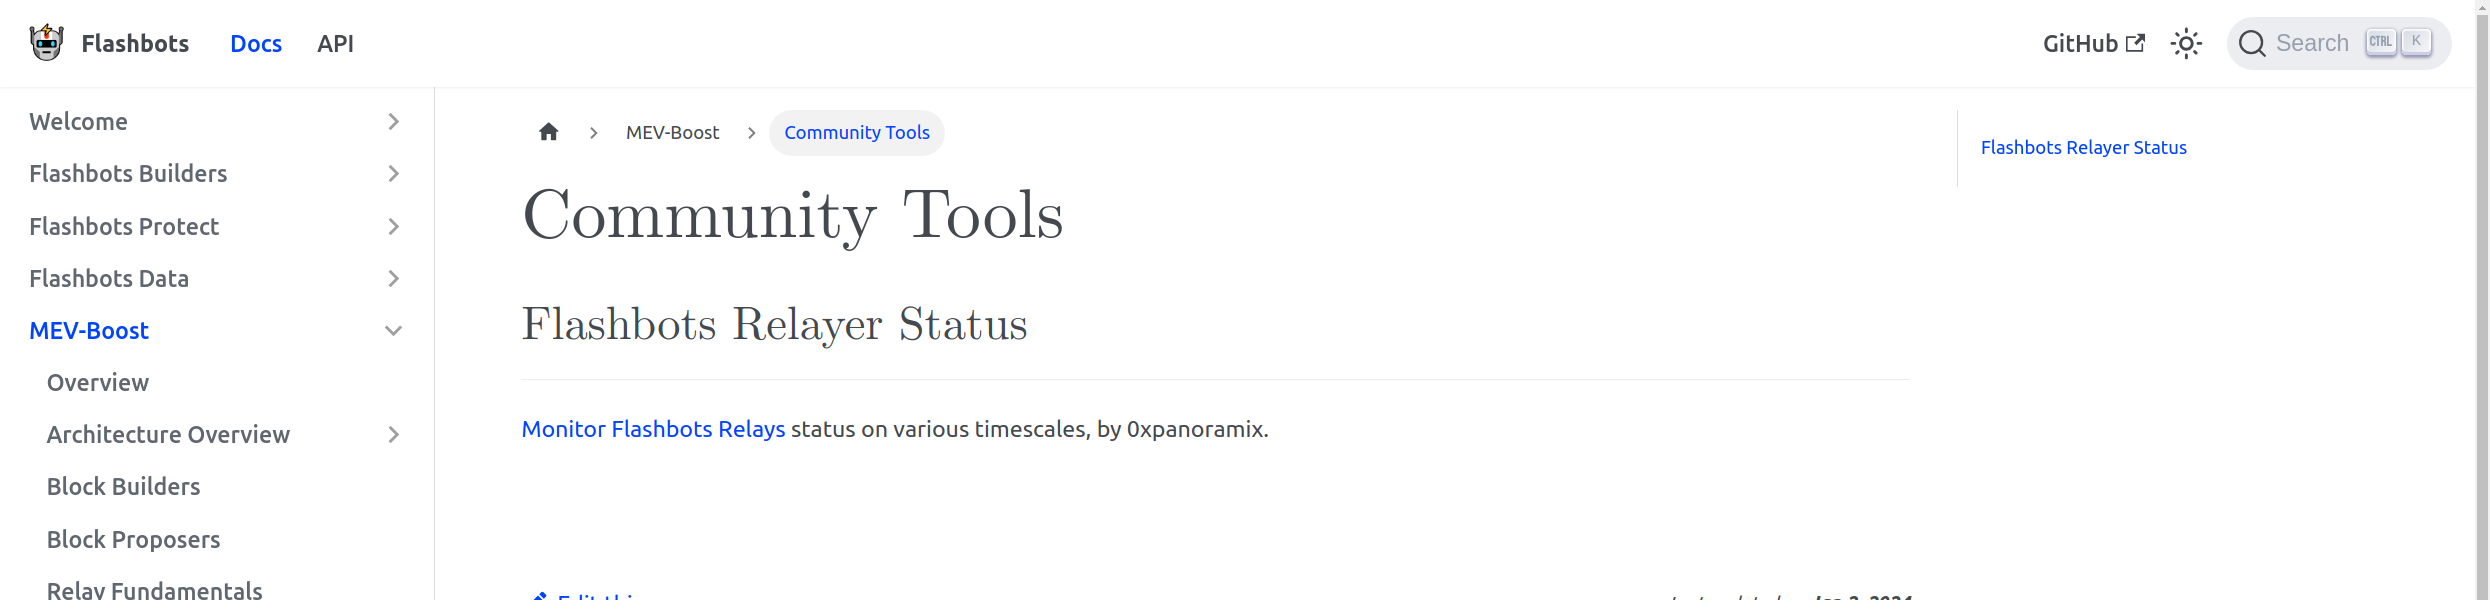 Flashbots Docs API GitHub Search CTRL K
Welcome
Flashbots Builders
Flashbots Protect
Flashbots Data
MEV-Boost
Overview
Architecture Overview
Block Builders
Block Proposers
Relay Fundamentals
MEV-Boost Community Tools
Community Tools
Flashbots Relayer Status
Monitor Flashbots Relays status on various timescales, by 0xpanoramix.
Edit this
Flashbots Relayer Status